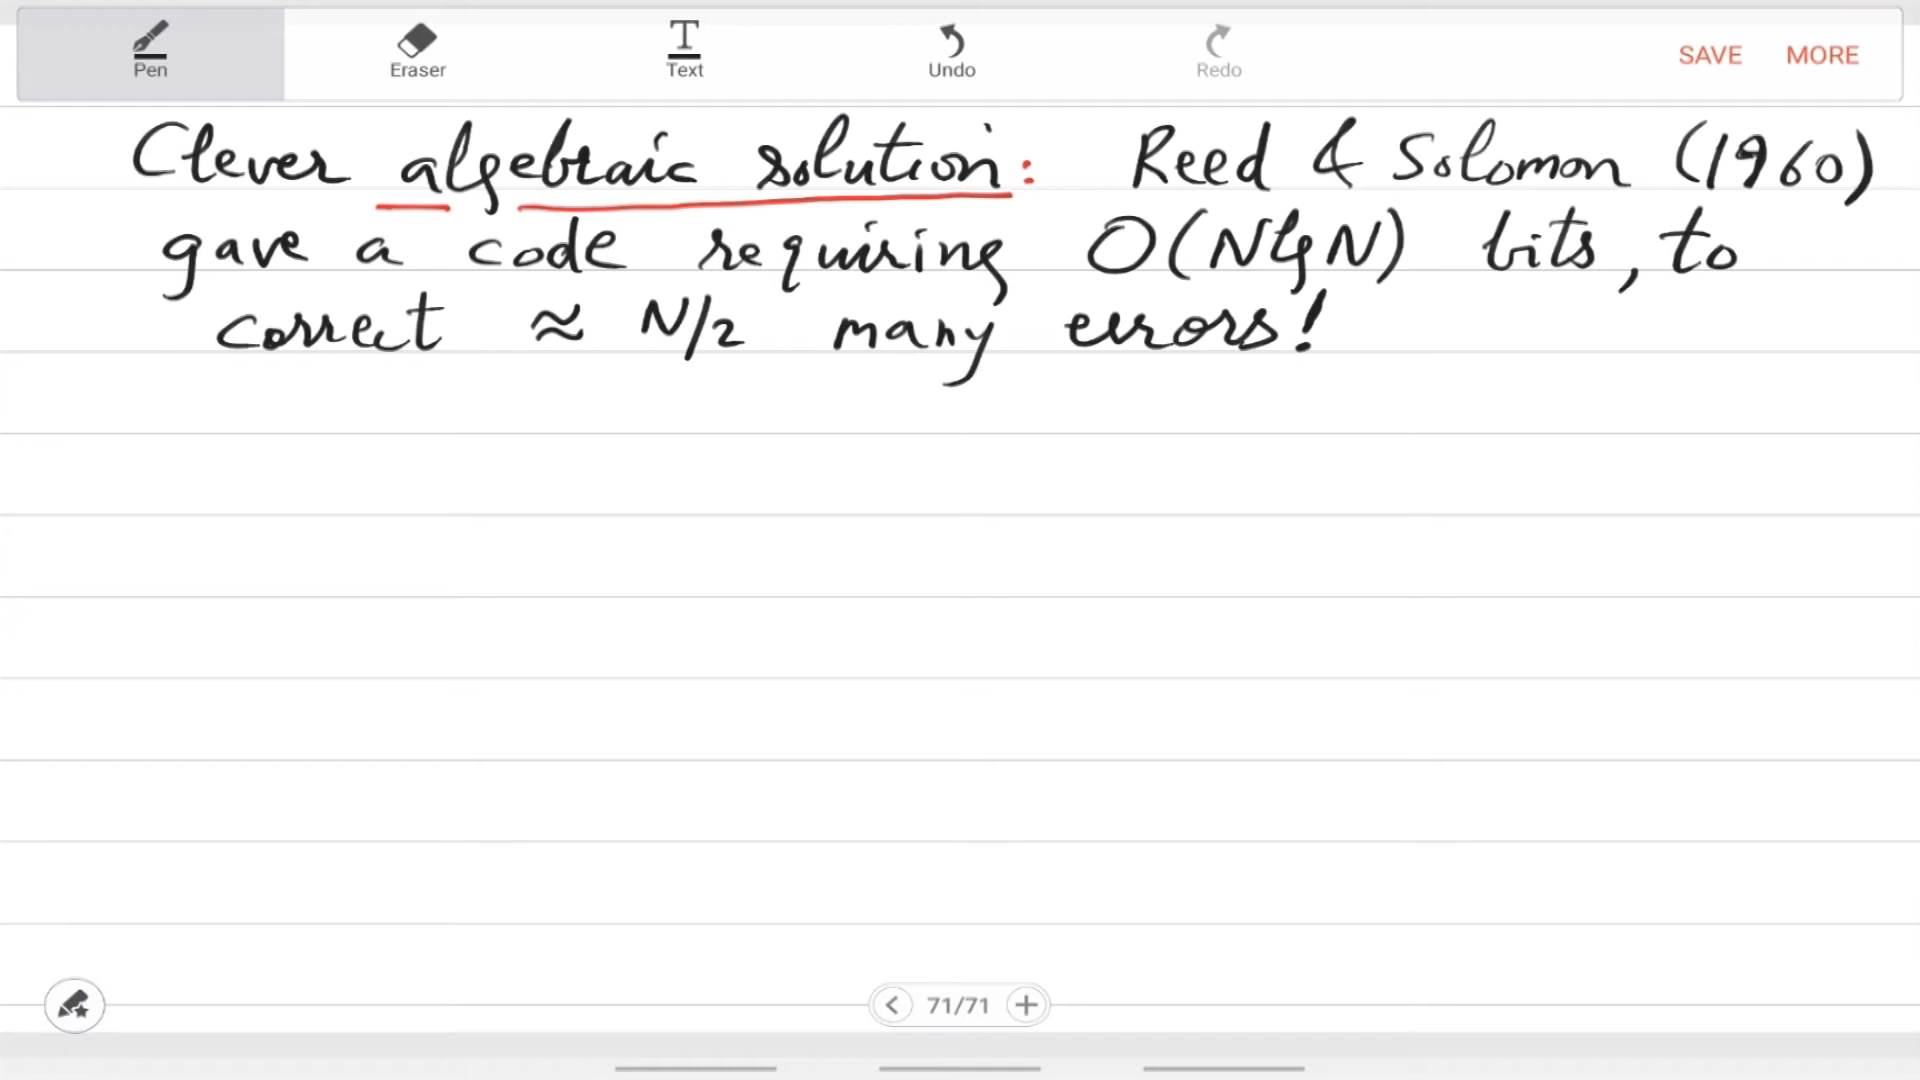 Pen Eraser Text Undo Redo SAVE MORE
Clever algebraic solution: Reed & Solomon (1960)
gave a code requiring O(NlgN) bits, to
correct ≈ N/2 many errors!
71/71